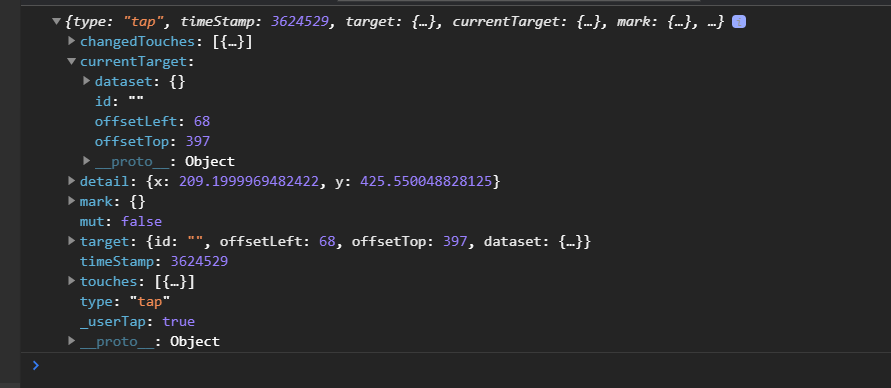 {type: "tap", timeStamp: 3624529, target: {…}, currentTarget: {…}, mark: {…}, …} i
changedTouches: [{…}]
currentTarget:
dataset: {}
id: ""
offsetLeft: 68
offsetTop: 397
__proto__: Object
detail: {x: 209.1999969482422, y: 425.550048828125}
mark: {}
mut: false
target: {id: "", offsetLeft: 68, offsetTop: 397, dataset: {…}}
timeStamp: 3624529
touches: [{…}]
type: "tap"
_userTap: true
__proto__: Object